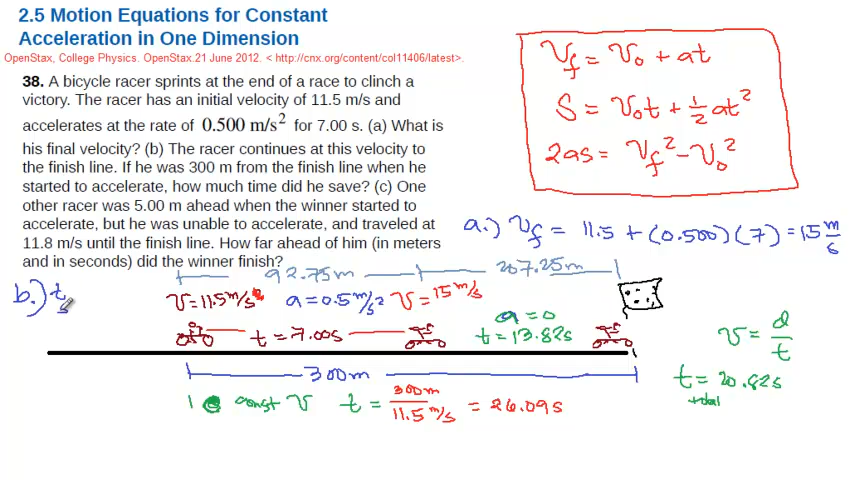 2.5 Motion Equations for Constant
Acceleration in One Dimension
OpenStax, College Physics. OpenStax.21 June 2012. < http://cnx.org/content/col11406/latest>.
38. A bicycle racer sprints at the end of a race to clinch a
victory. The racer has an initial velocity of 11.5 m/s and
accelerates at the rate of 0.500 m/s² for 7.00 s. (a) What is
his final velocity? (b) The racer continues at this velocity to
the finish line. If he was 300 m from the finish line when he
started to accelerate, how much time did he save? (c) One
other racer was 5.00 m ahead when the winner started to
accelerate, but he was unable to accelerate, and traveled at
11.8 m/s until the finish line. How far ahead of him (in meters
and in seconds) did the winner finish?
V_f = V_0 + at
S = V_0 t + 1/2 at²
2as = V_f² - V_0²
a.) V_f = 11.5 + (0.500)(7) = 15 m/s
92.75m 207.25m
b.) t_s
V = 11.5 m/s a = 0.5 m/s² V = 15 m/s
a = 0
t = 7.00s t = 13.82s
V = d/t
300m
t_total = 20.82s
const V t = 300m / 11.5 m/s = 26.09s